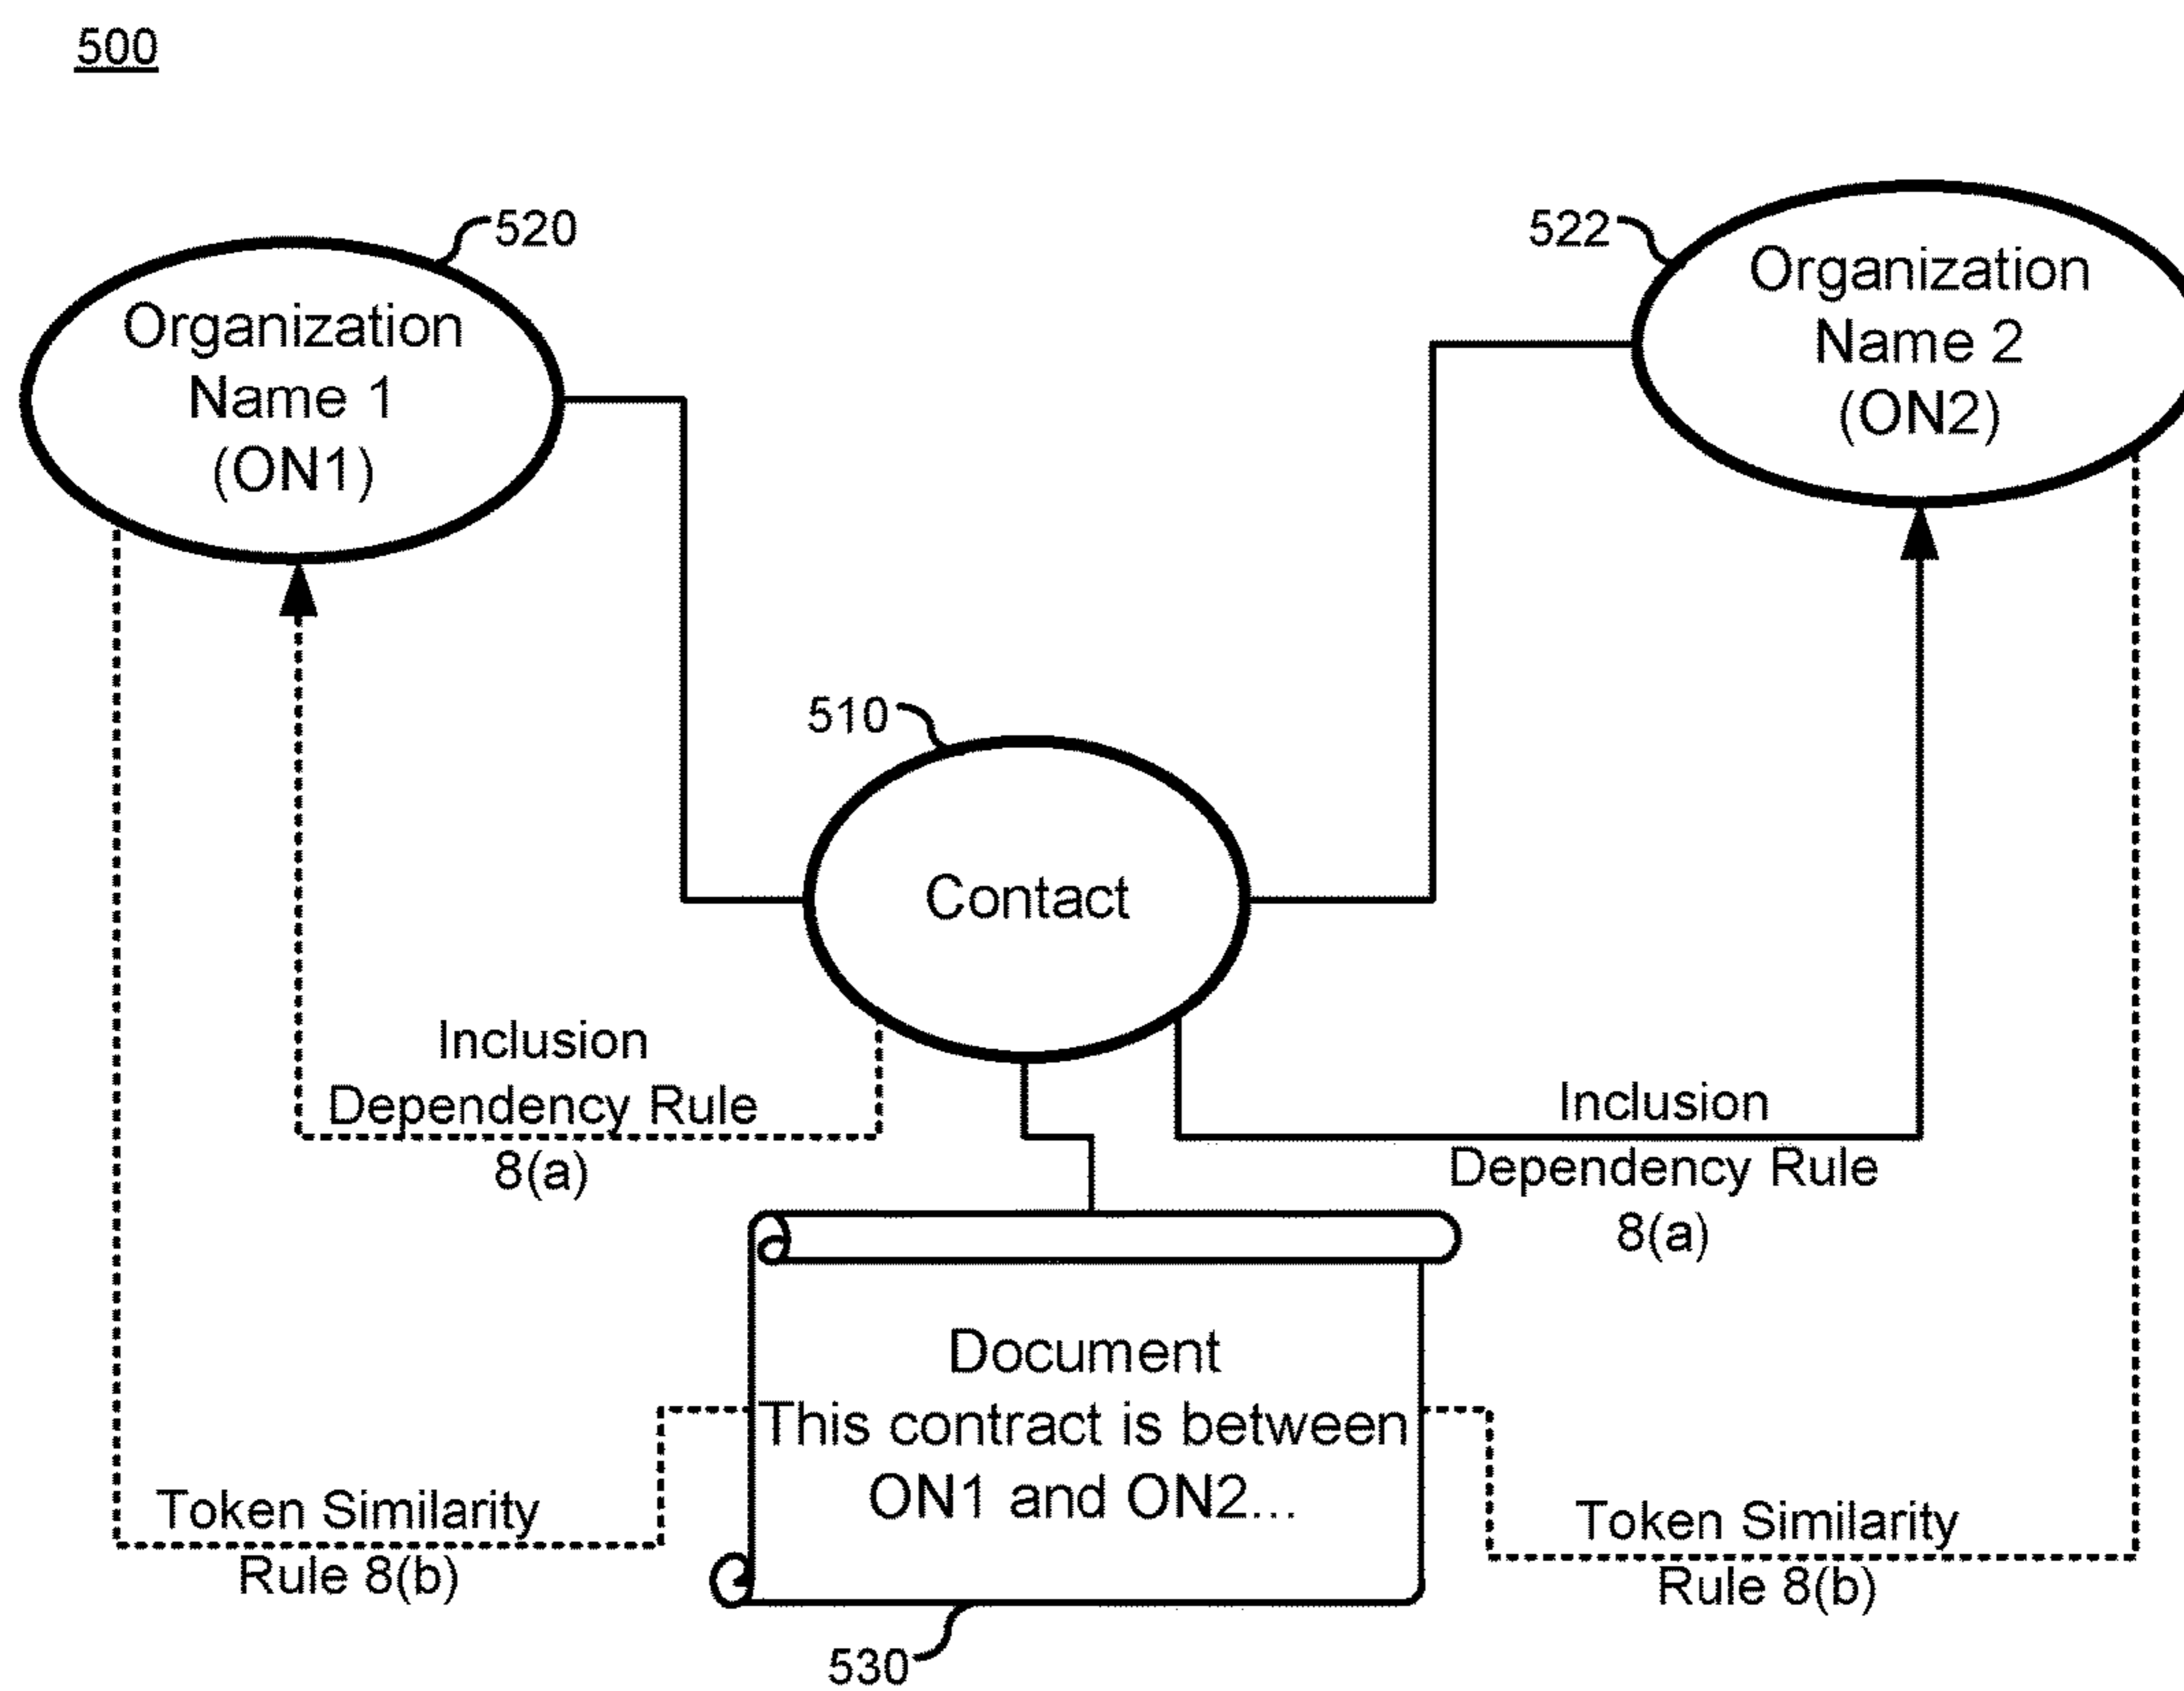 500
520
Organization
Name 1
(ON1)
522
Organization
Name 2
(ON2)
510
Contact
Inclusion
Dependency Rule
8(a)
Inclusion
Dependency Rule
8(a)
Document
This contract is between
ON1 and ON2...
Token Similarity
Rule 8(b)
Token Similarity
Rule 8(b)
530